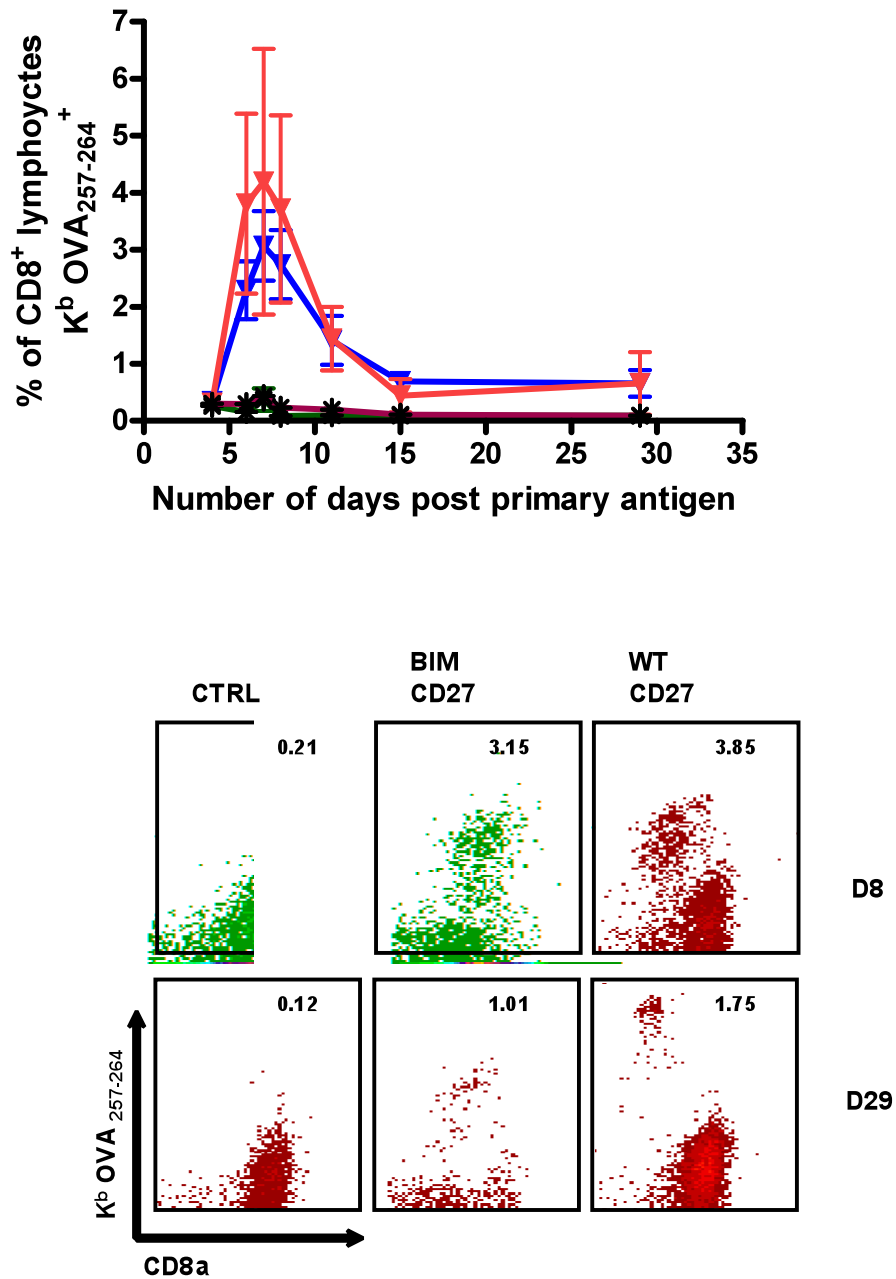 7
6
5
4
3
2
1
0
% of CD8+ lymphoyctes
Kb OVA257-264+
0 5 10 15 20 25 30 35
Number of days post primary antigen
CTRL
BIM
CD27
WT
CD27
0.21 3.15 3.85
D8
0.12 1.01 1.75
D29
Kb OVA 257-264
CD8a